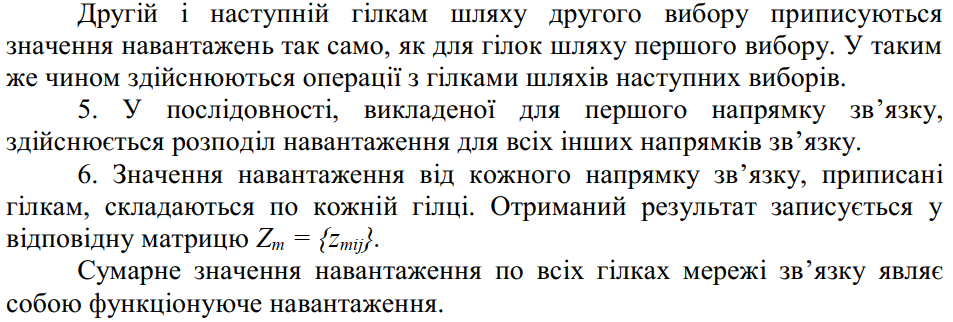 Другій і наступній гілкам шляху другого вибору приписуються
значення навантажень так само, як для гілок шляху першого вибору. У таким
же чином здійснюються операції з гілками шляхів наступних виборів.
5. У послідовності, викладеної для першого напрямку зв’язку,
здійснюється розподіл навантаження для всіх інших напрямків зв’язку.
6. Значення навантаження від кожного напрямку зв’язку, приписані
гілкам, складаються по кожній гілці. Отриманий результат записується у
відповідну матрицю Zm = {zmij}.
Сумарне значення навантаження по всіх гілках мережі зв’язку являє
собою функціонуюче навантаження.